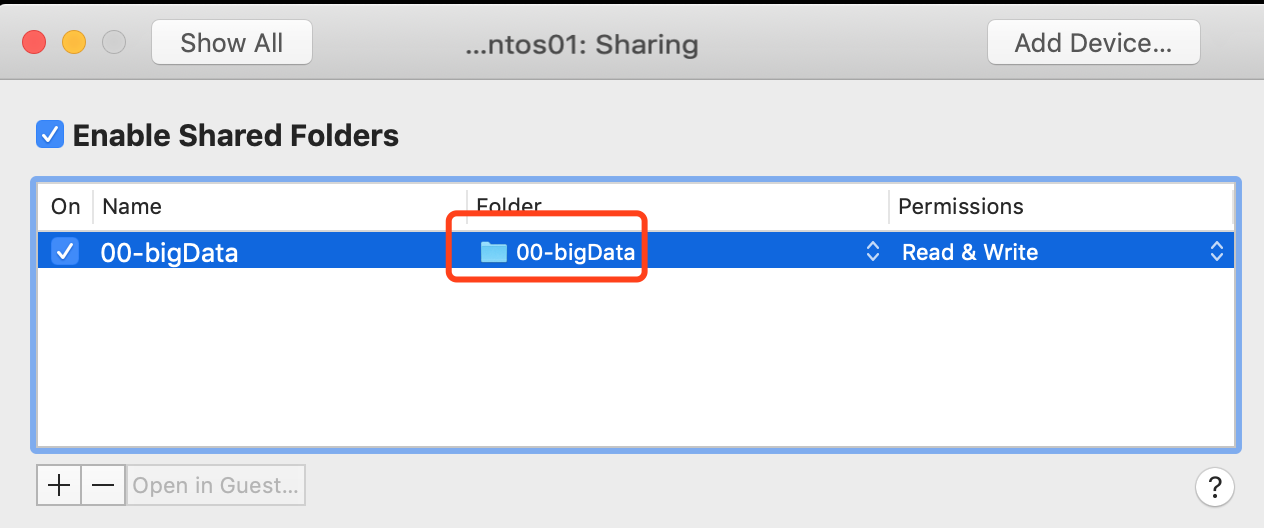 Show All ...ntos01: Sharing Add Device...
Enable Shared Folders
On Name Folder Permissions
00-bigData 00-bigData Read & Write
+ — Open in Guest... ?